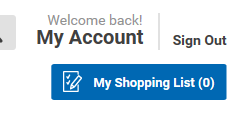 Welcome back!
My Account
Sign Out
My Shopping List (0)